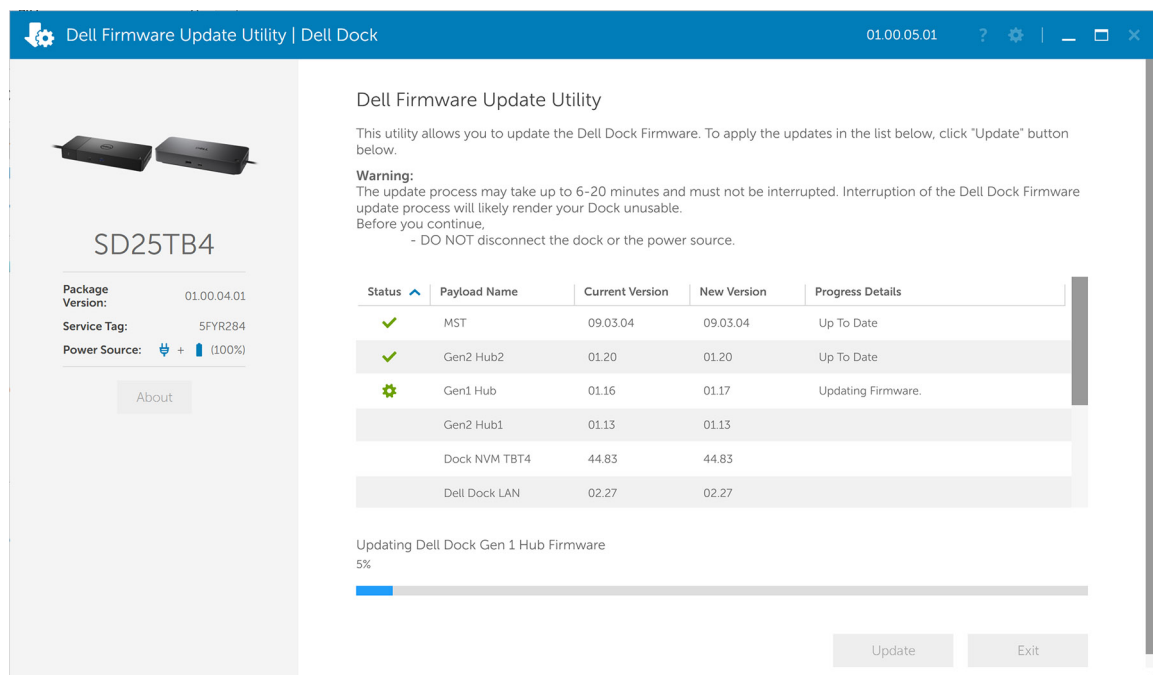 Dell Firmware Update Utility | Dell Dock
01.00.05.01
?
Dell Firmware Update Utility
This utility allows you to update the Dell Dock Firmware. To apply the updates in the list below, click "Update" button
below.
Warning:
The update process may take up to 6-20 minutes and must not be interrupted. Interruption of the Dell Dock Firmware
update process will likely render your Dock unusable.
Before you continue,
- DO NOT disconnect the dock or the power source.
SD25TB4
Package Version: 01.00.04.01
Service Tag: 5FYR284
Power Source: + (100%)
About
Status Payload Name Current Version New Version Progress Details
MST 09.03.04 09.03.04 Up To Date
Gen2 Hub2 01.20 01.20 Up To Date
Gen1 Hub 01.16 01.17 Updating Firmware.
Gen2 Hub1 01.13 01.13
Dock NVM TBT4 44.83 44.83
Dell Dock LAN 02.27 02.27
Updating Dell Dock Gen 1 Hub Firmware
5%
Update Exit